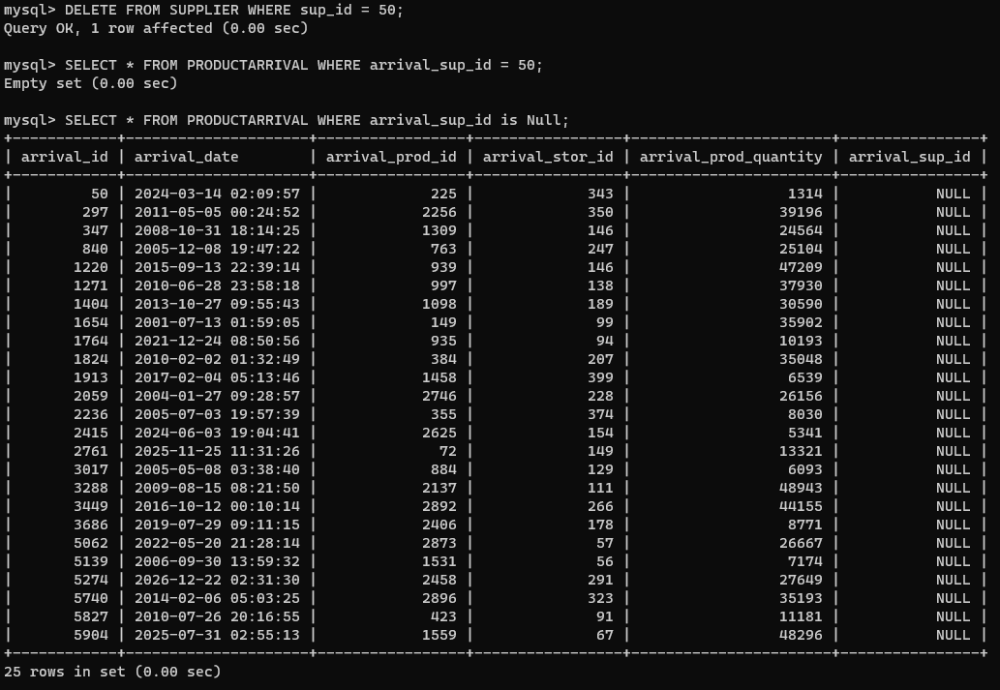 mysql> DELETE FROM SUPPLIER WHERE sup_id = 50;
Query OK, 1 row affected (0.00 sec)
mysql> SELECT * FROM PRODUCTARRIVAL WHERE arrival_sup_id = 50;
Empty set (0.00 sec)
mysql> SELECT * FROM PRODUCTARRIVAL WHERE arrival_sup_id is Null;
+------------+---------------------+-----------------+-----------------+-----------------------+----------------+
| arrival_id | arrival_date        | arrival_prod_id | arrival_stor_id | arrival_prod_quantity | arrival_sup_id |
+------------+---------------------+-----------------+-----------------+-----------------------+----------------+
|         50 | 2024-03-14 02:09:57 |             225 |             343 |                  1314 |           NULL |
|        297 | 2011-05-05 00:24:52 |            2256 |             350 |                 39196 |           NULL |
|        347 | 2008-10-31 18:14:25 |            1309 |             146 |                 24564 |           NULL |
|        840 | 2005-12-08 19:47:22 |             763 |             247 |                 25104 |           NULL |
|       1220 | 2015-09-13 22:39:14 |             939 |             146 |                 47209 |           NULL |
|       1271 | 2010-06-28 23:58:18 |             997 |             138 |                 37930 |           NULL |
|       1404 | 2013-10-27 09:55:43 |            1098 |             189 |                 30590 |           NULL |
|       1654 | 2001-07-13 01:59:05 |             149 |              99 |                 35902 |           NULL |
|       1764 | 2021-12-24 08:50:56 |             935 |              94 |                 10193 |           NULL |
|       1824 | 2010-02-02 01:32:49 |             384 |             207 |                 35048 |           NULL |
|       1913 | 2017-02-04 05:13:46 |            1458 |             399 |                  6539 |           NULL |
|       2059 | 2004-01-27 09:28:57 |            2746 |             228 |                 26156 |           NULL |
|       2236 | 2005-07-03 19:57:39 |             355 |             374 |                  8030 |           NULL |
|       2415 | 2024-06-03 19:04:41 |            2625 |             154 |                  5341 |           NULL |
|       2761 | 2025-11-25 11:31:26 |              72 |             149 |                 13321 |           NULL |
|       3017 | 2005-05-08 03:38:40 |             884 |             129 |                  6093 |           NULL |
|       3288 | 2009-08-15 08:21:50 |            2137 |             111 |                 48943 |           NULL |
|       3449 | 2016-10-12 00:10:14 |            2892 |             266 |                 44155 |           NULL |
|       3686 | 2019-07-29 09:11:15 |            2406 |             178 |                  8771 |           NULL |
|       5062 | 2022-05-20 21:28:14 |            2873 |              57 |                 26667 |           NULL |
|       5139 | 2006-09-30 13:59:32 |            1531 |              56 |                  7174 |           NULL |
|       5274 | 2026-12-22 02:31:30 |            2458 |             291 |                 27649 |           NULL |
|       5740 | 2014-02-06 05:03:25 |            2896 |             323 |                 35193 |           NULL |
|       5827 | 2010-07-26 20:16:55 |             423 |              91 |                 11181 |           NULL |
|       5904 | 2025-07-31 02:55:13 |            1559 |              67 |                 48296 |           NULL |
+------------+---------------------+-----------------+-----------------+-----------------------+----------------+
25 rows in set (0.00 sec)